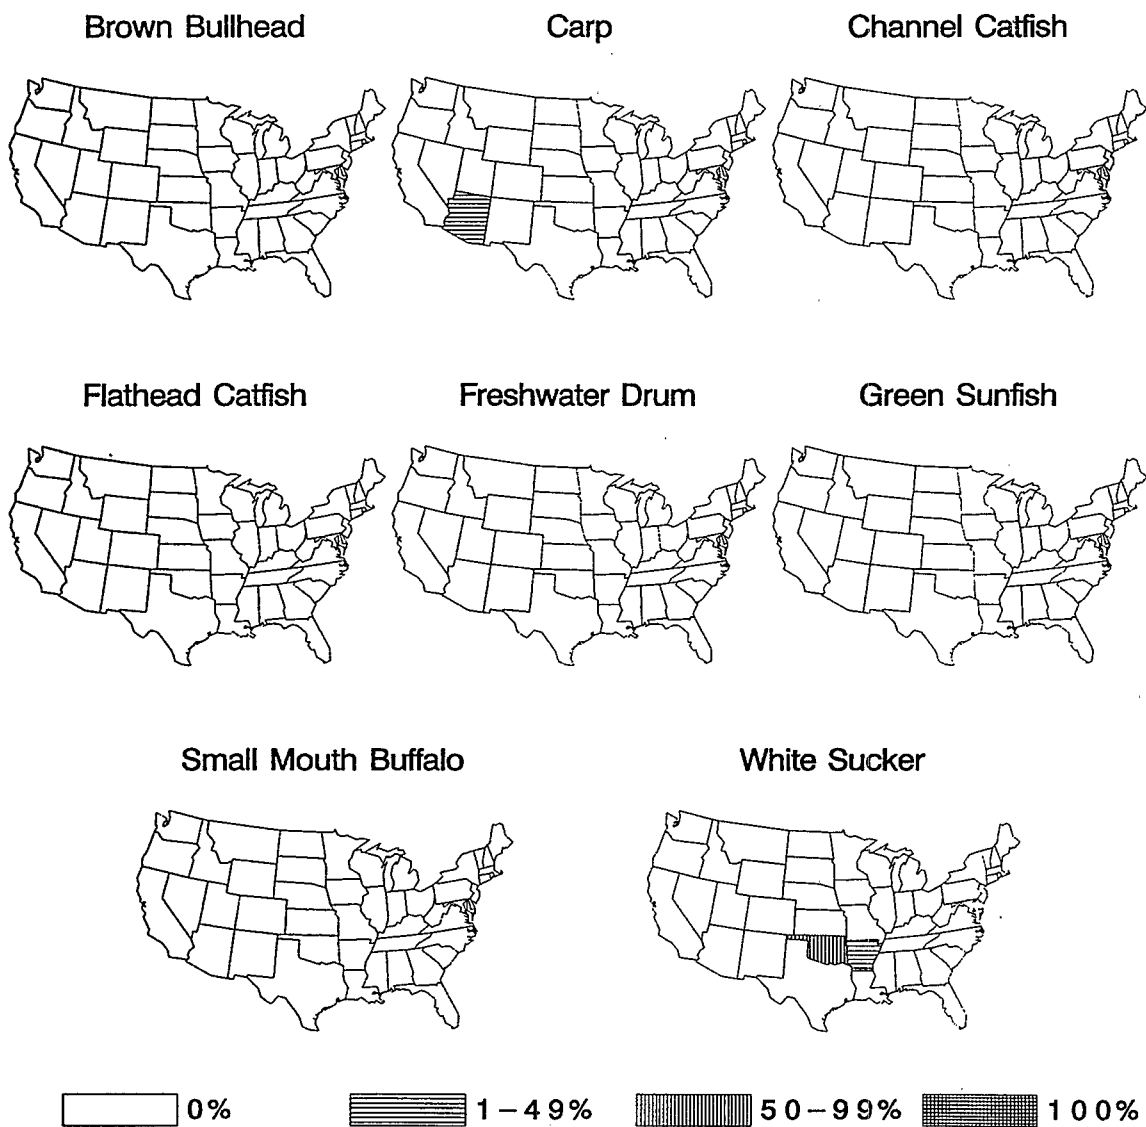 Brown Bullhead Carp Channel Catfish
Flathead Catfish Freshwater Drum Green Sunfish
Small Mouth Buffalo White Sucker
0% 1-49% 50-99% 100%